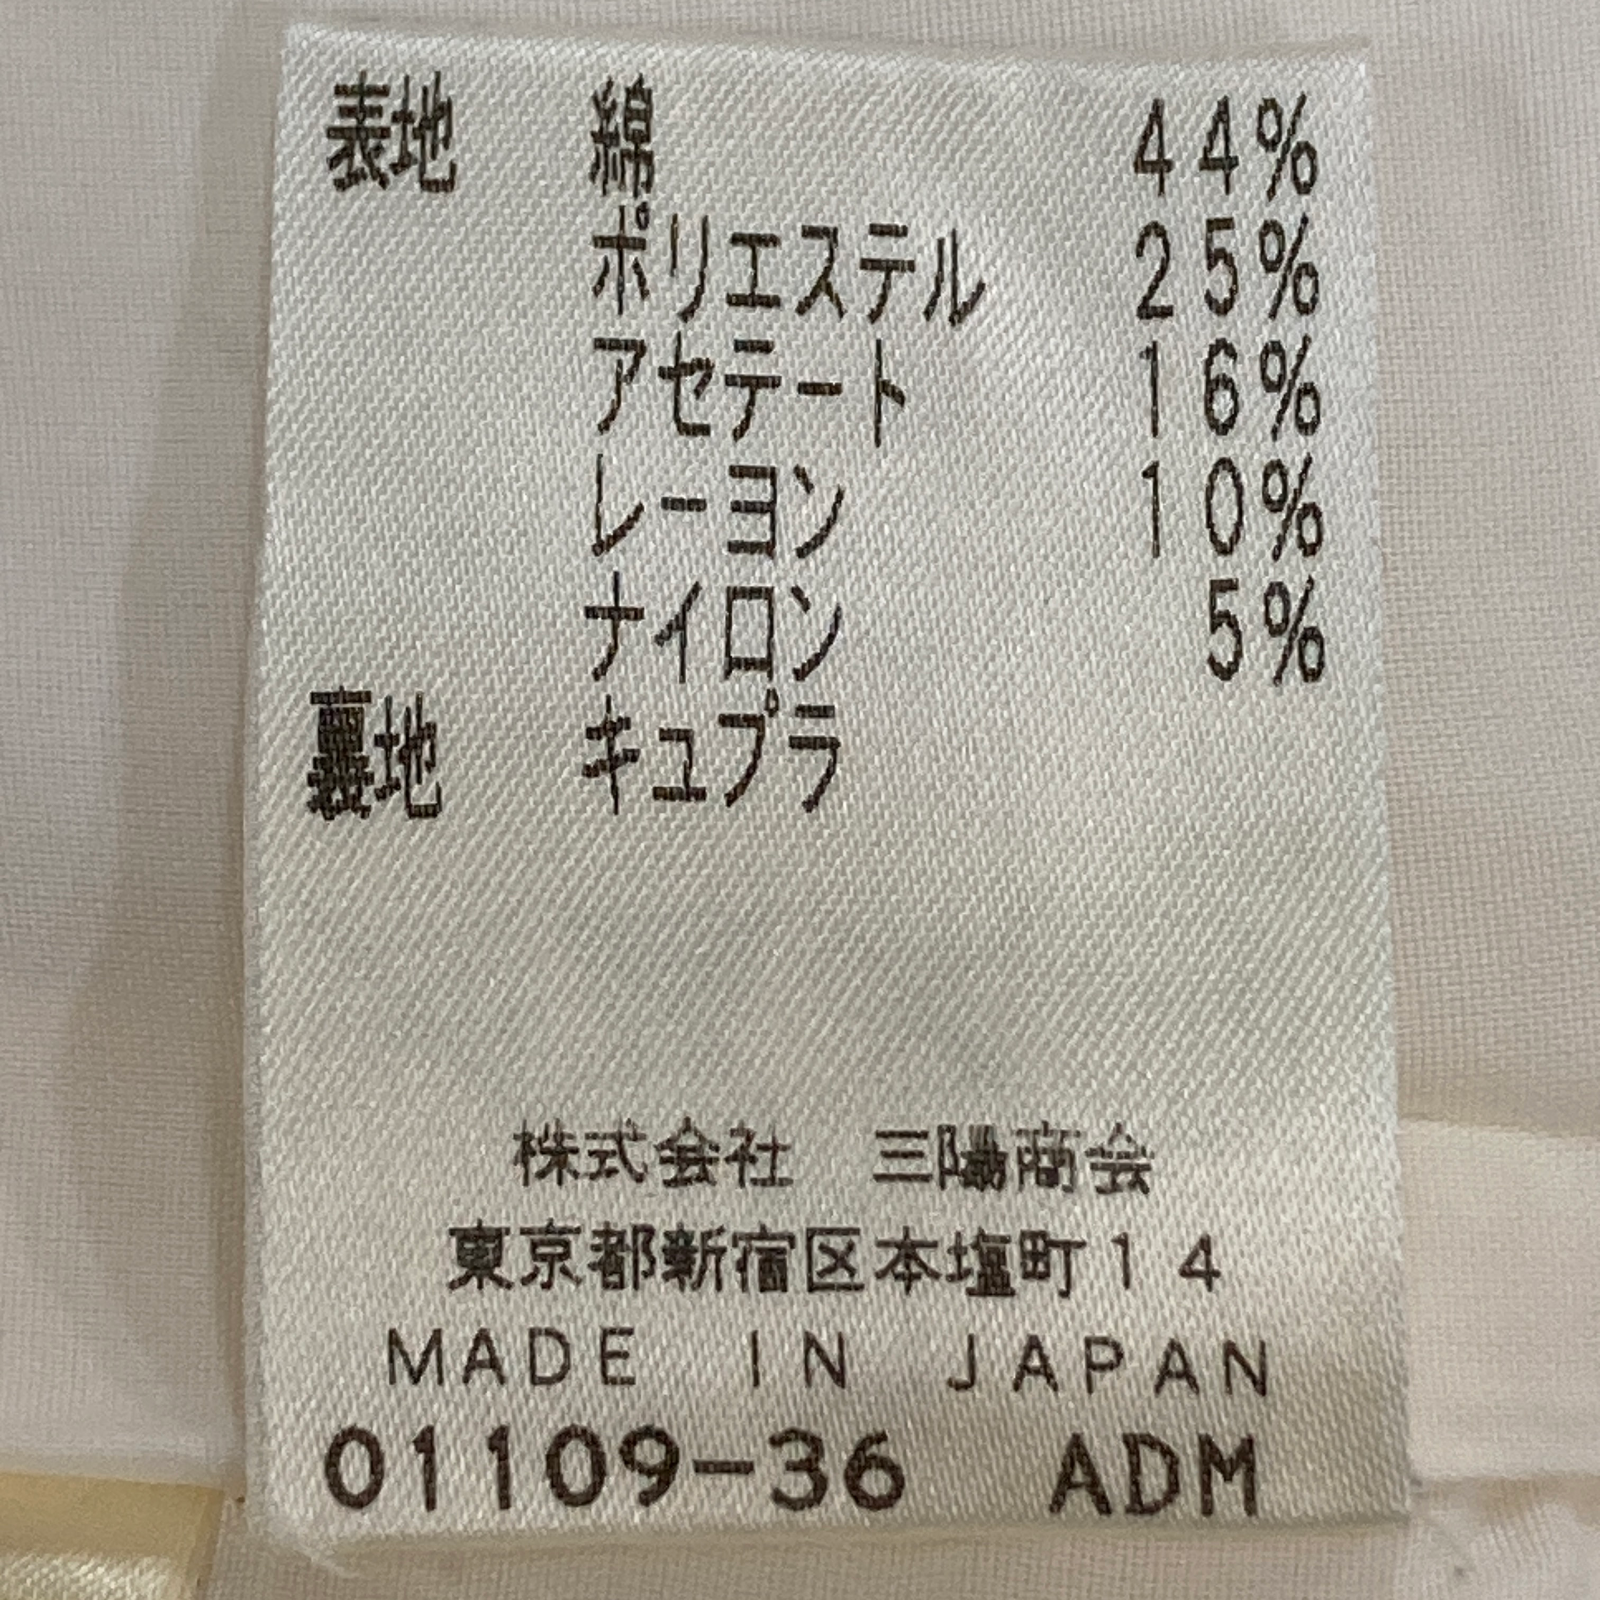 表地 綿 44%
ポリエステル 25%
アセテート 16%
レーヨン 10%
ナイロン 5%
裏地 キュプラ
株式会社 三陽商会
東京都新宿区本塩町14
MADE IN JAPAN
01109-36 ADM